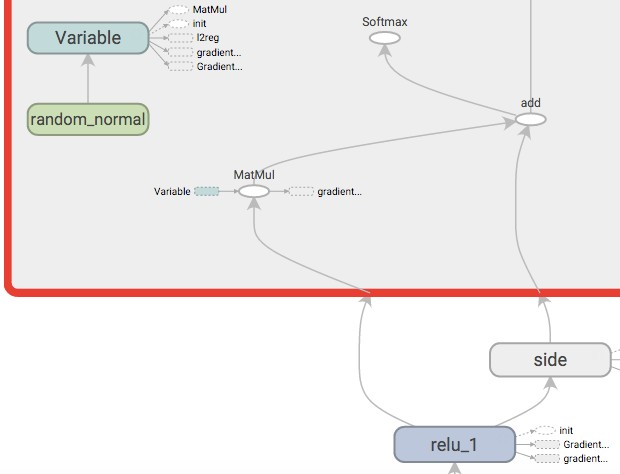 MatMul
init
l2reg
gradient...
Gradient...
Variable
random_normal
Softmax
add
MatMul
Variable
gradient...
side
relu_1
init
Gradient...
gradient...